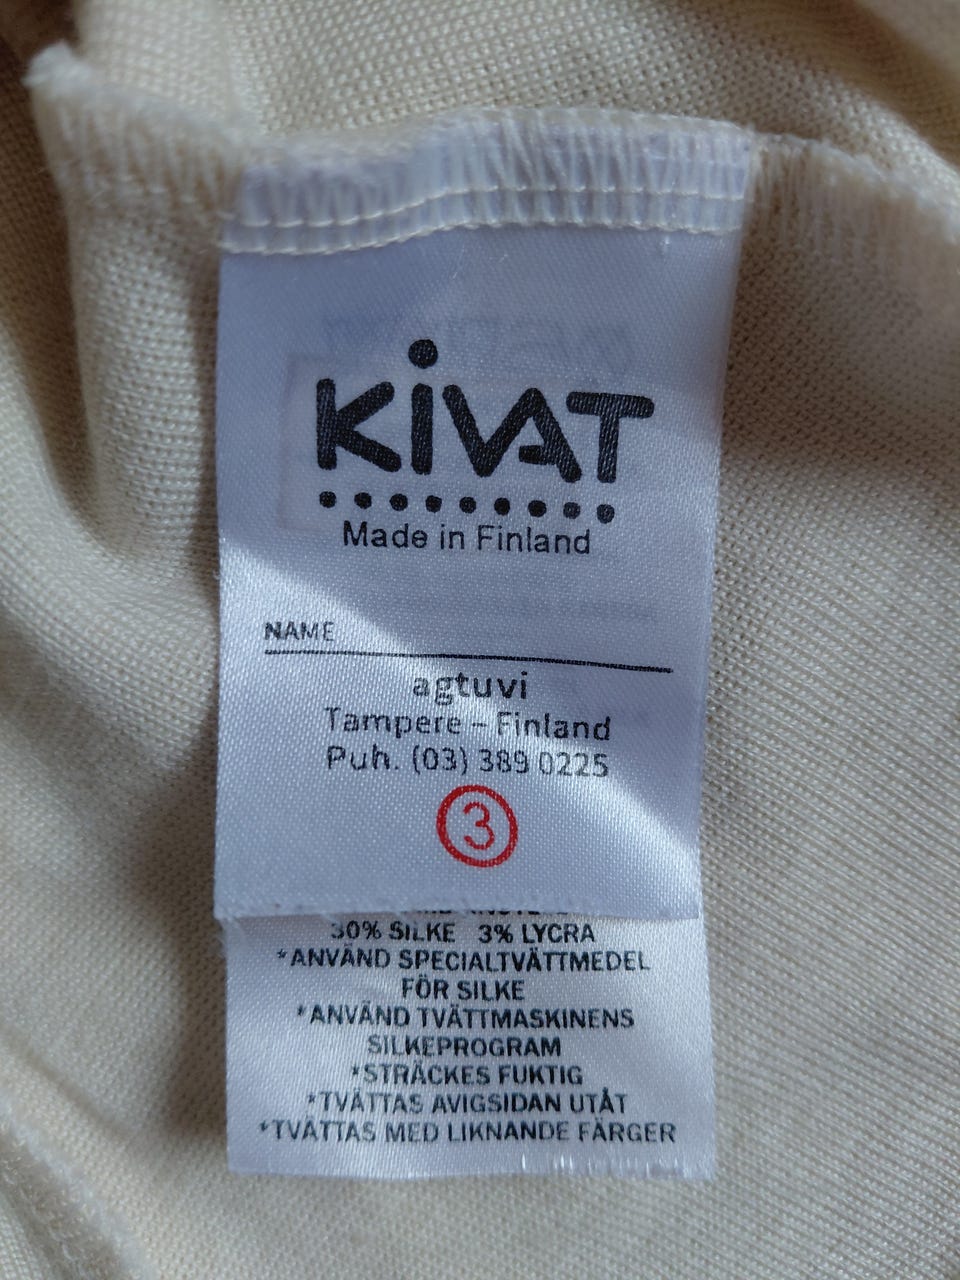 KiVAT
Made in Finland
NAME
agtuvi
Tampere – Finland
Puh. (03) 389 0225
3
30% SILKE 3% LYCRA
*ANVÄND SPECIALTVÄTTMEDEL
FÖR SILKE
*ANVÄND TVÄTTMASKINENS
SILKEPROGRAM
*STRÄCKES FUKTIG
*TVÄTTAS AVIGSIDAN UTÅT
*TVÄTTAS MED LIKNANDE FÄRGER